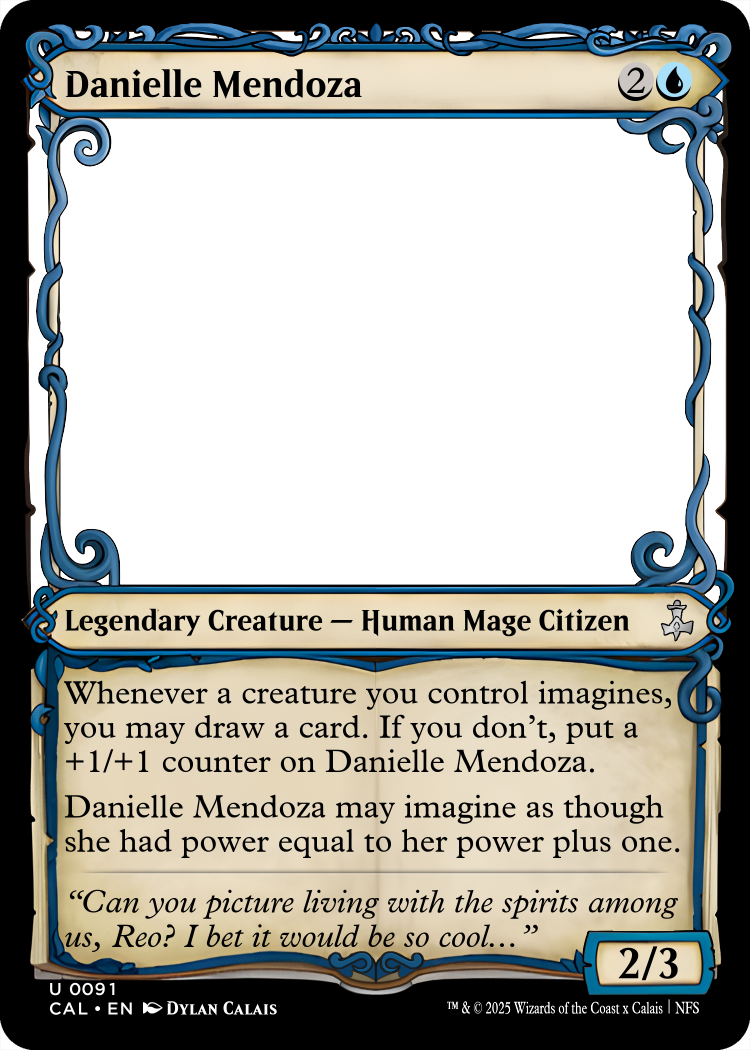 Danielle Mendoza 2
Legendary Creature — Human Mage Citizen
Whenever a creature you control imagines,
you may draw a card. If you don't, put a
+1/+1 counter on Danielle Mendoza.
Danielle Mendoza may imagine as though
she had power equal to her power plus one.
“Can you picture living with the spirits among
us, Reo? I bet it would be so cool…”
2/3
U 0091
CAL • EN Dylan Calais
™ & © 2025 Wizards of the Coast x Calais | NFS